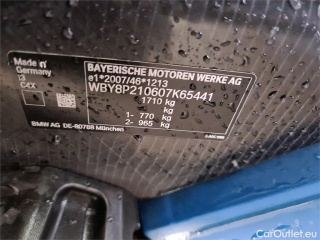 Made in
Germany
i3
BAYERISCHE MOTOREN WERKE AG
e1*2007/46*1213
WBY8P210607K65441
1710 kg
kg
1- 770 kg
2- 965 kg
BMW AG DE-80788 München
CarOutlet.eu